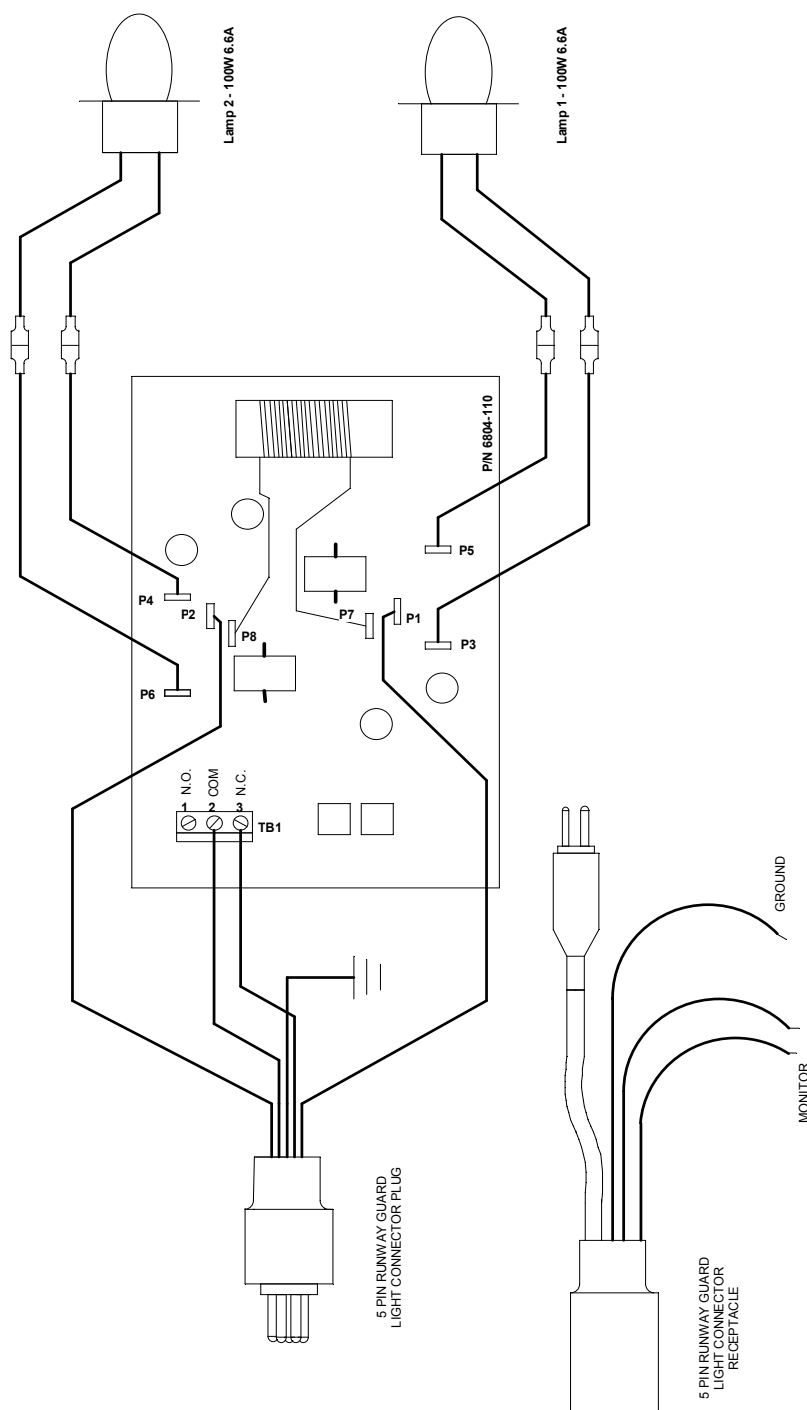 Lamp 2 - 100W 6.6A
Lamp 1 - 100W 6.6A
P/N 6804-110
P5
P4
P2
P8
P7
P1
P3
P6
N.O.
COM
N.C.
1
2
3
TB1
GROUND
MONITOR
5 PIN RUNWAY GUARD
LIGHT CONNECTOR PLUG
5 PIN RUNWAY GUARD
LIGHT CONNECTOR
RECEPTACLE